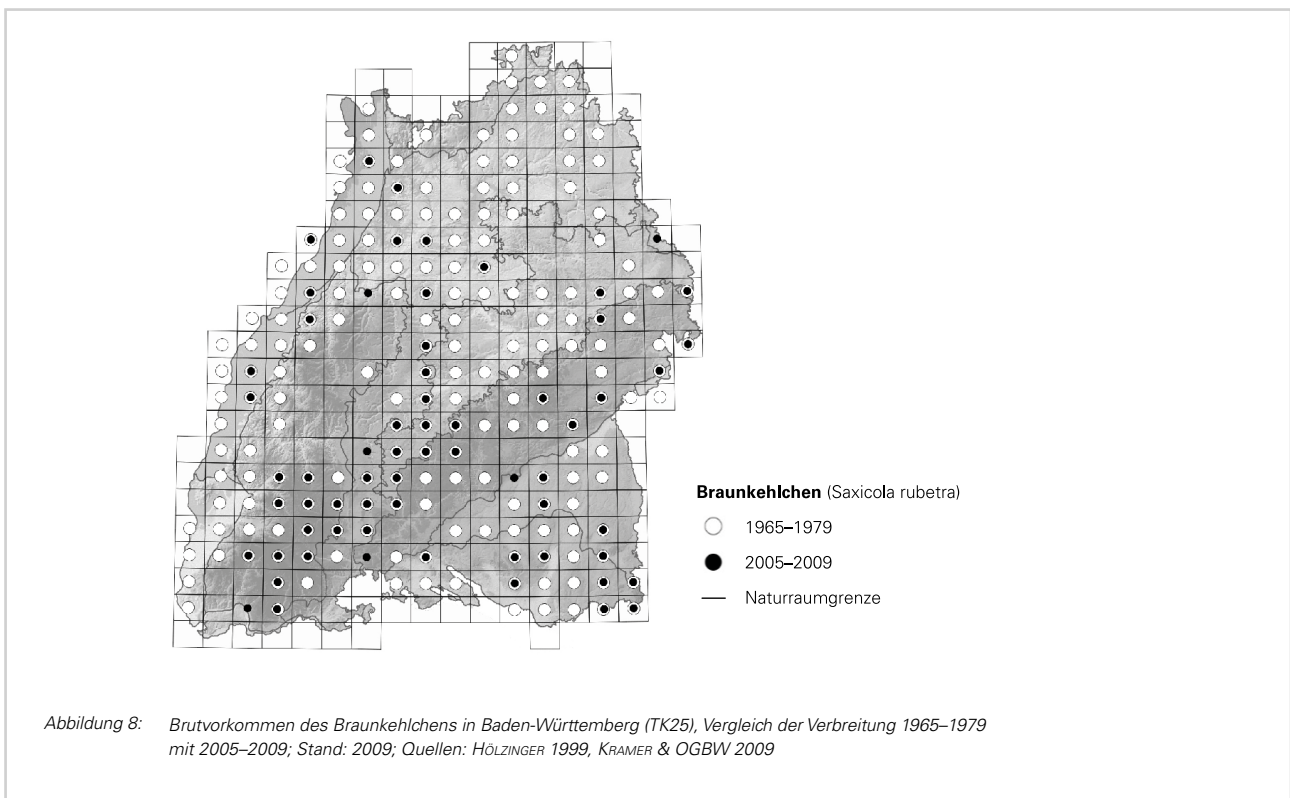 Braunkehlchen (Saxicola rubetra)
1965–1979
2005–2009
Naturraumgrenze
Abbildung 8: Brutvorkommen des Braunkehlchens in Baden-Württemberg (TK25), Vergleich der Verbreitung 1965–1979
mit 2005–2009; Stand: 2009; Quellen: HÖLZINGER 1999, KRAMER & OGBW 2009